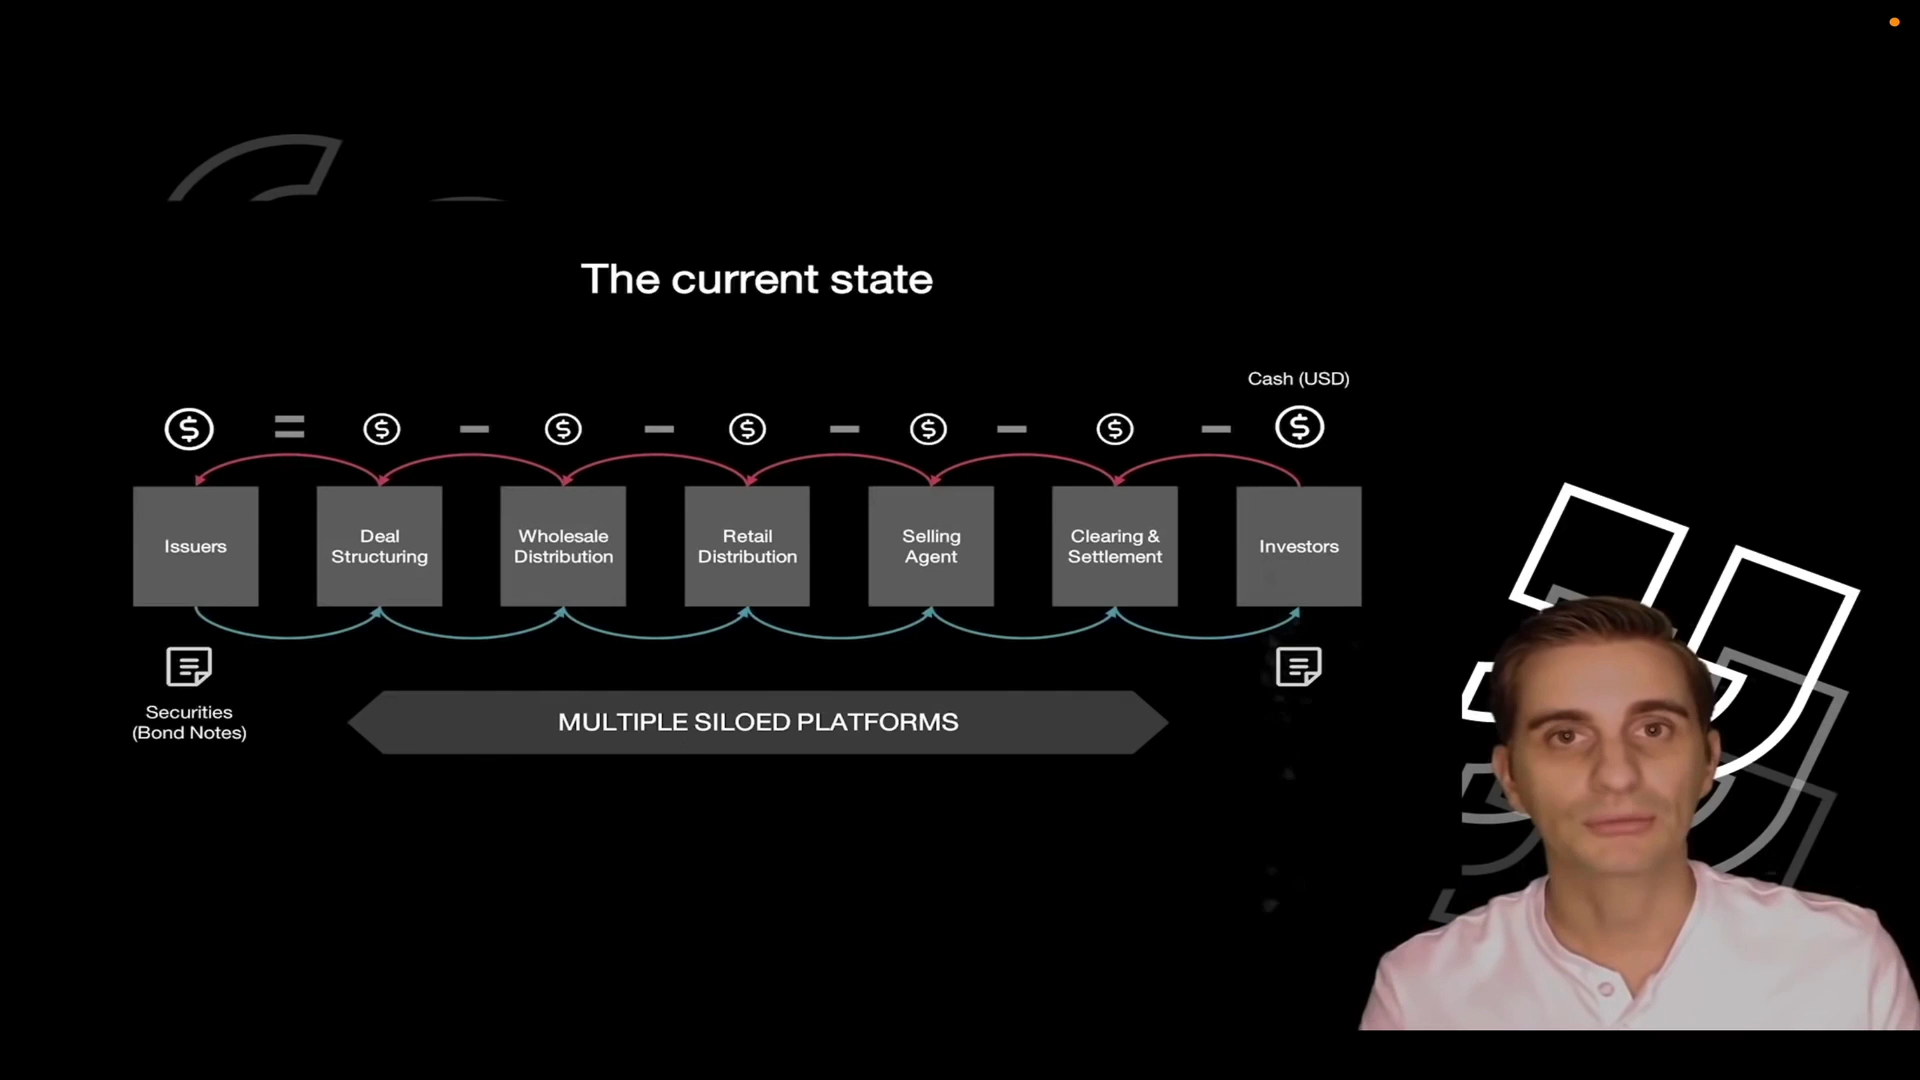 The current state
Cash (USD)
$ = $ - $ - $ - $ - $ - $
Issuers
Deal
Structuring
Wholesale
Distribution
Retail
Distribution
Selling
Agent
Clearing &
Settlement
Investors
Securities
(Bond Notes)
MULTIPLE SILOED PLATFORMS